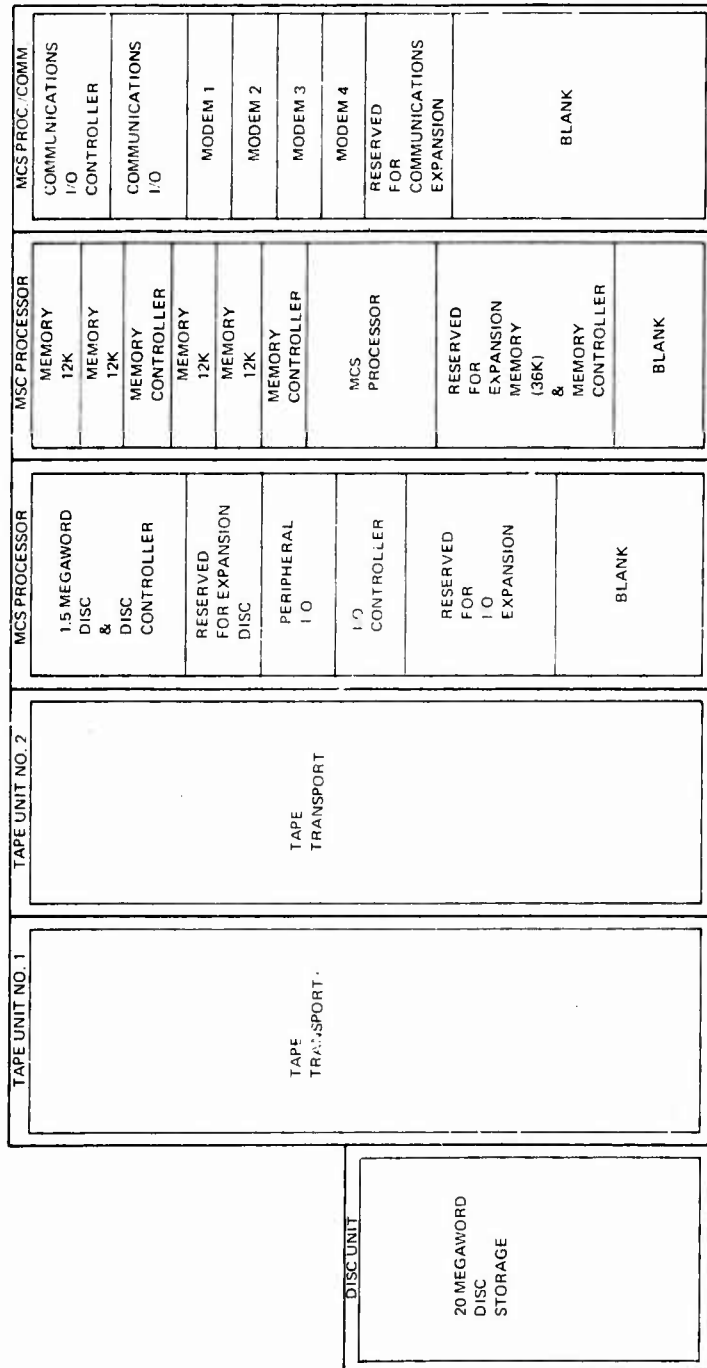 DISC UNIT
20 MEGAWORD
DISC
STORAGE
TAPE UNIT NO. 1
TAPE
TRANSPORT
TAPE UNIT NO. 2
TAPE
TRANSPORT
MCS PROCESSOR
1.5 MEGAWORD
DISC
&
DISC
CONTROLLER
RESERVED
FOR EXPANSION
DISC
PERIPHERAL
I O
I O
CONTROLLER
RESERVED
FOR
I O
EXPANSION
BLANK
MSC PROCESSOR
MEMORY
12K
MEMORY
12K
MEMORY
CONTROLLER
MEMORY
12K
MEMORY
12K
MEMORY
CONTROLLER
MCS
PROCESSOR
RESERVED
FOR
EXPANSION
MEMORY
(36K)
&
MEMORY
CONTROLLER
BLANK
MCS PROC./COMM
COMMUNICATIONS
I/O
CONTROLLER
COMMUNICATIONS
I/O
MODEM 1
MODEM 2
MODEM 3
MODEM 4
RESERVED
FOR
COMMUNICATIONS
EXPANSION
BLANK